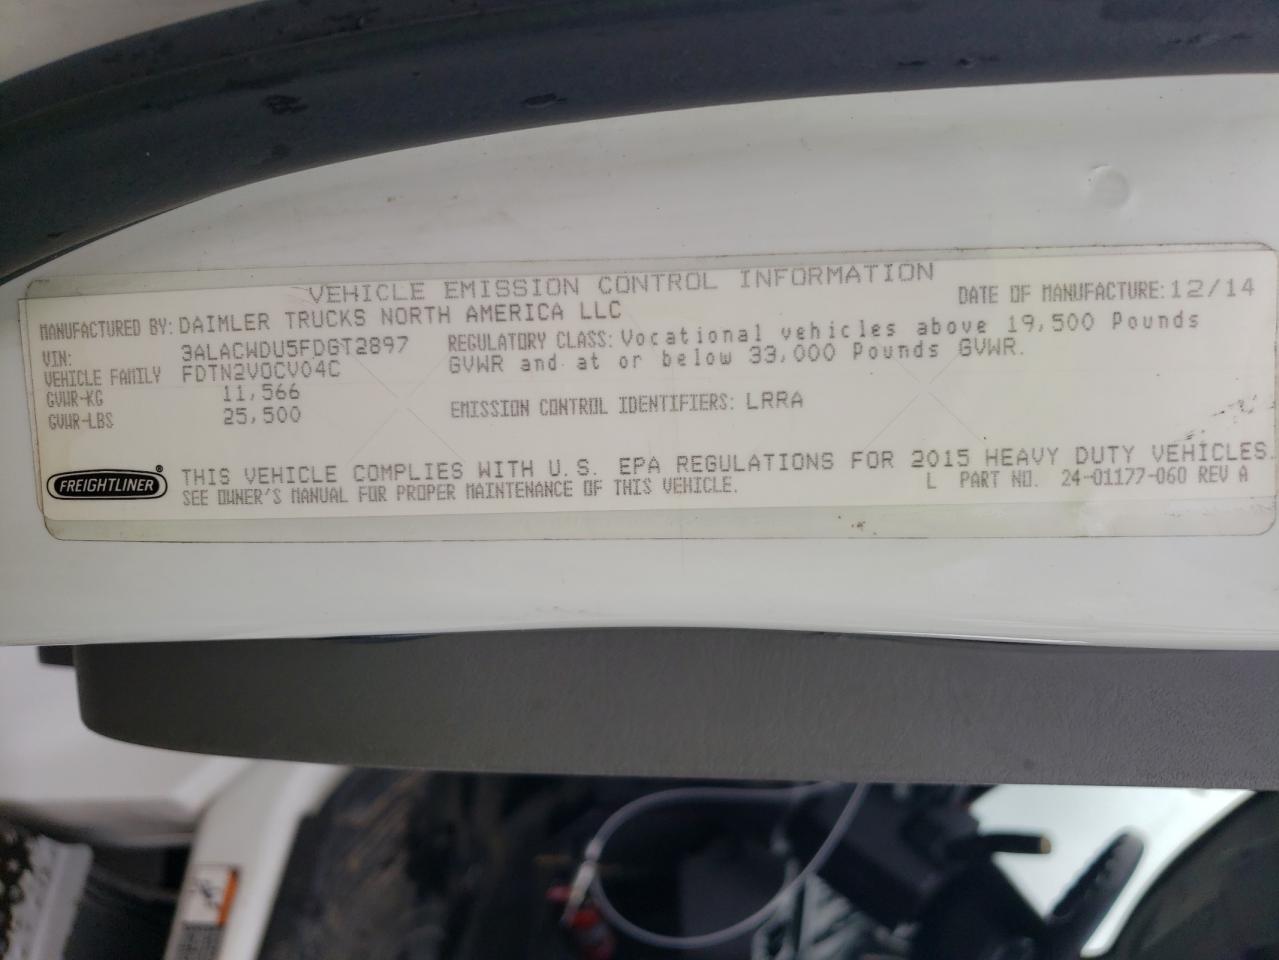 VEHICLE EMISSION CONTROL INFORMATION
MANUFACTURED BY: DAIMLER TRUCKS NORTH AMERICA LLC
DATE OF MANUFACTURE: 12/14
VIN: 3ALACWDU5FDGT2897
VEHICLE FAMILY FDTN2VOCV04C
GVWR-KG 11,566
GVWR-LBS 25,500
REGULATORY CLASS: Vocational vehicles above 19,500 Pounds
GVWR and at or below 33,000 Pounds GVWR.
EMISSION CONTROL IDENTIFIERS: LRRA
FREIGHTLINER®
THIS VEHICLE COMPLIES WITH U.S. EPA REGULATIONS FOR 2015 HEAVY DUTY VEHICLES.
SEE OWNER'S MANUAL FOR PROPER MAINTENANCE OF THIS VEHICLE.
L PART NO. 24-01177-060 REV A